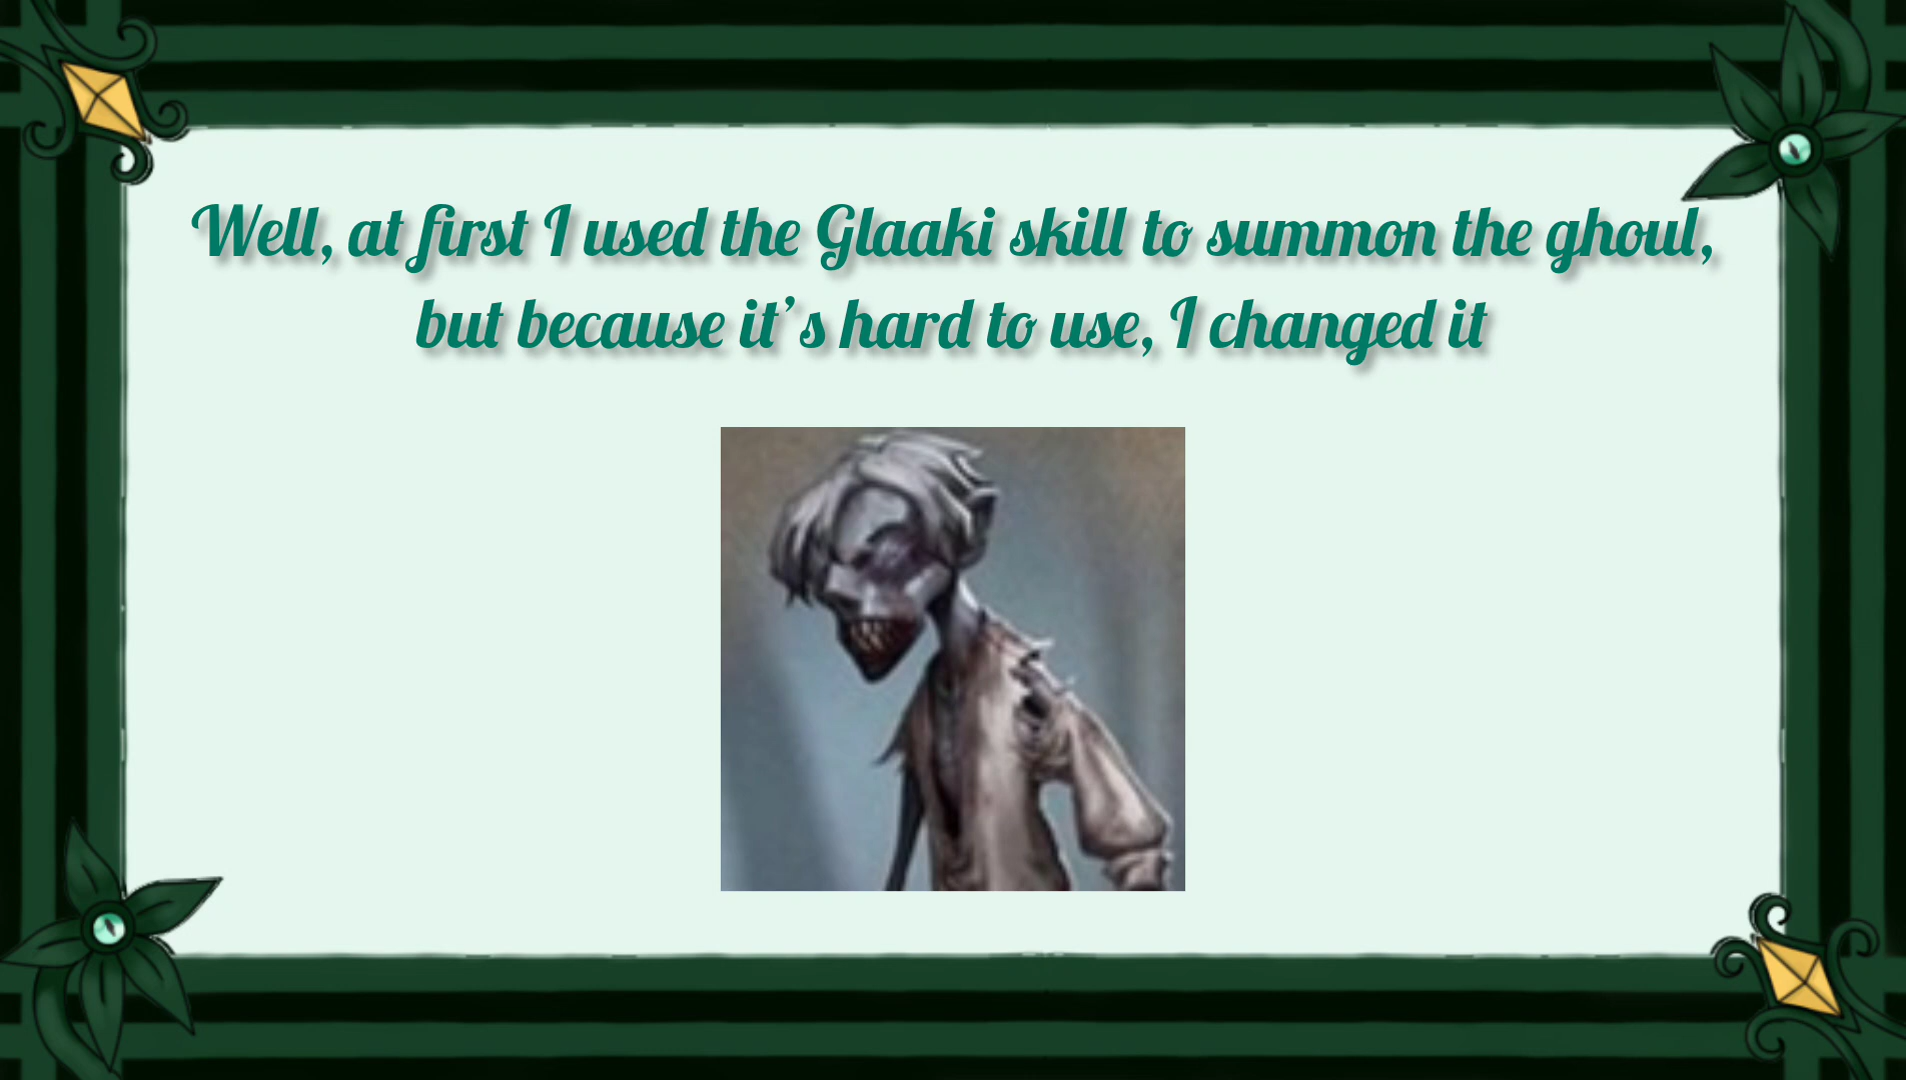 Well, at first I used the Glaaki skill to summon the ghoul,
but because it’s hard to use, I changed it